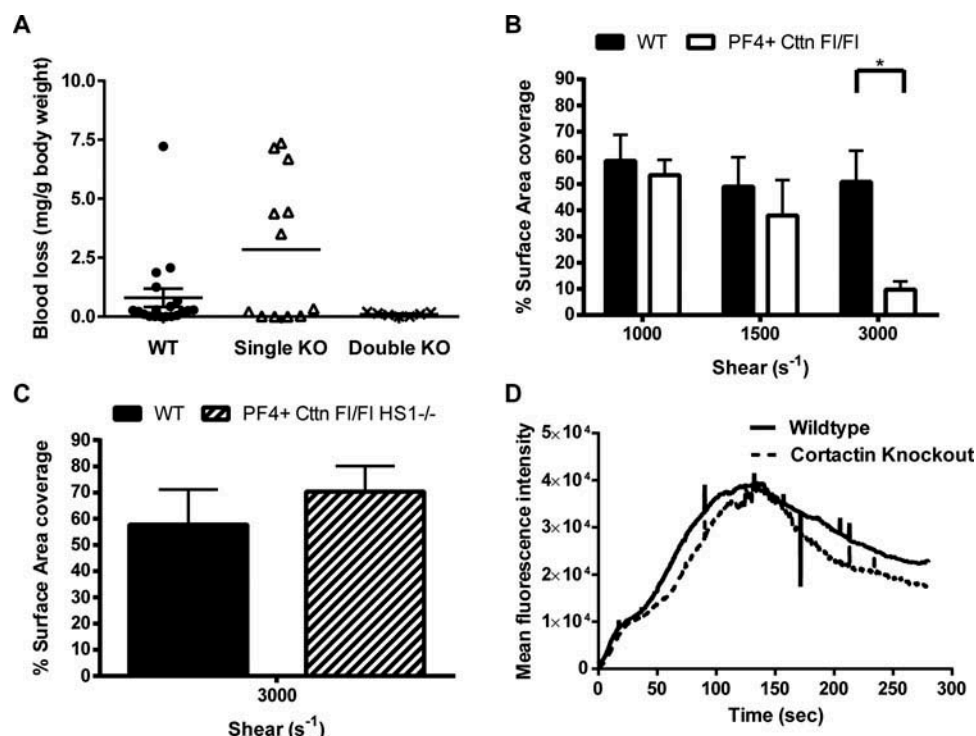 A
Blood loss (mg/g body weight)
10.0
7.5
5.0
2.5
0.0
WT Single KO Double KO
B
WT PF4+ Cttn Fl/Fl
*
% Surface Area coverage
90
80
70
60
50
40
30
20
10
0
1000 1500 3000
Shear (s⁻¹)
C
WT PF4+ Cttn Fl/Fl HS1-/-
% Surface Area coverage
90
80
70
60
50
40
30
20
10
0
3000
Shear (s⁻¹)
D
Wildtype
Cortactin Knockout
Mean fluorescence intensity
5×10⁴
4×10⁴
3×10⁴
2×10⁴
1×10⁴
0
0 50 100 150 200 250 300
Time (sec)